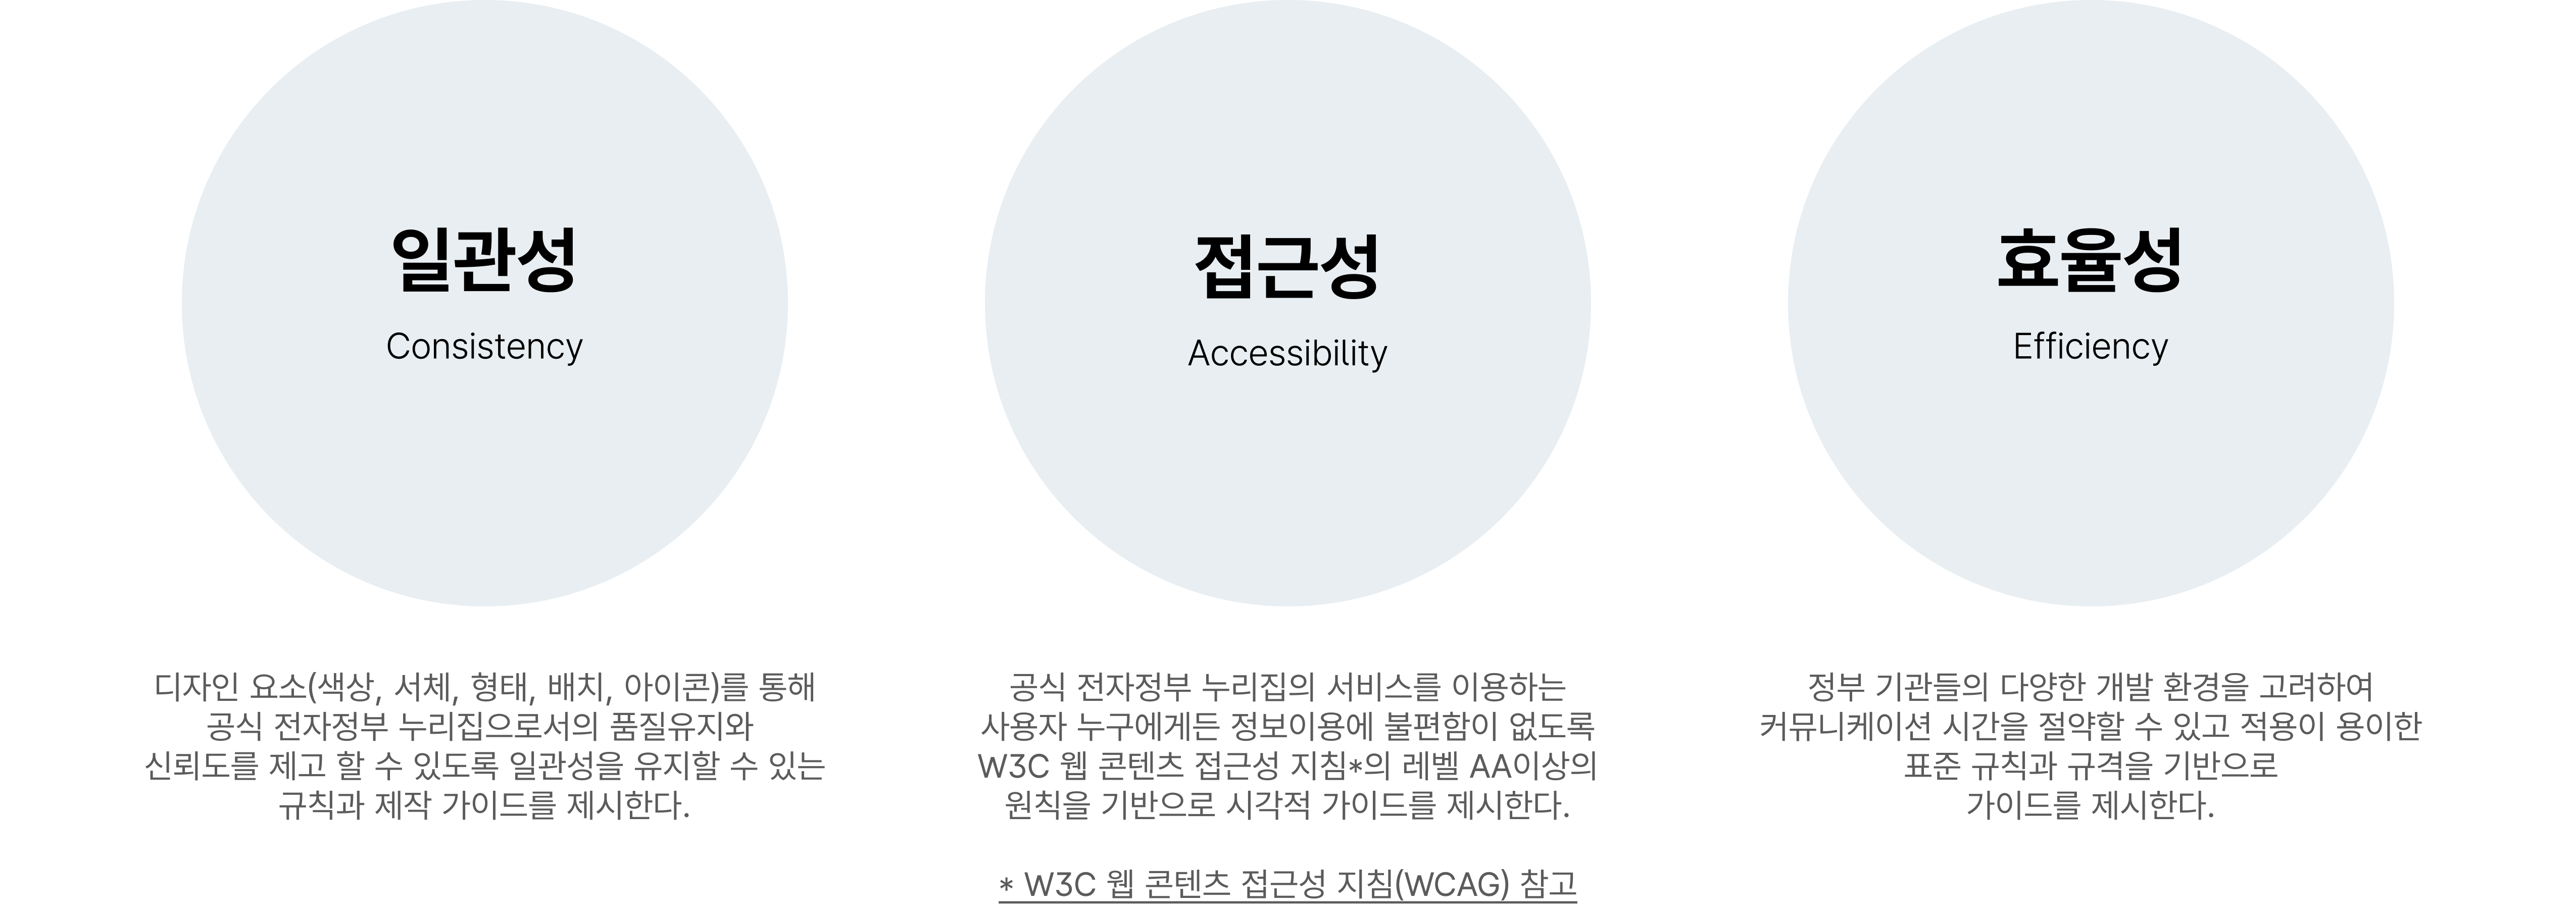 일관성
Consistency
디자인 요소(색상, 서체, 형태, 배치, 아이콘)를 통해
공식 전자정부 누리집으로서의 품질유지와
신뢰도를 제고 할 수 있도록 일관성을 유지할 수 있는
규칙과 제작 가이드를 제시한다.
접근성
Accessibility
공식 전자정부 누리집의 서비스를 이용하는
사용자 누구에게든 정보이용에 불편함이 없도록
W3C 웹 콘텐츠 접근성 지침*의 레벨 AA이상의
원칙을 기반으로 시각적 가이드를 제시한다.
* W3C 웹 콘텐츠 접근성 지침(WCAG) 참고
효율성
Efficiency
정부 기관들의 다양한 개발 환경을 고려하여
커뮤니케이션 시간을 절약할 수 있고 적용이 용이한
표준 규칙과 규격을 기반으로
가이드를 제시한다.